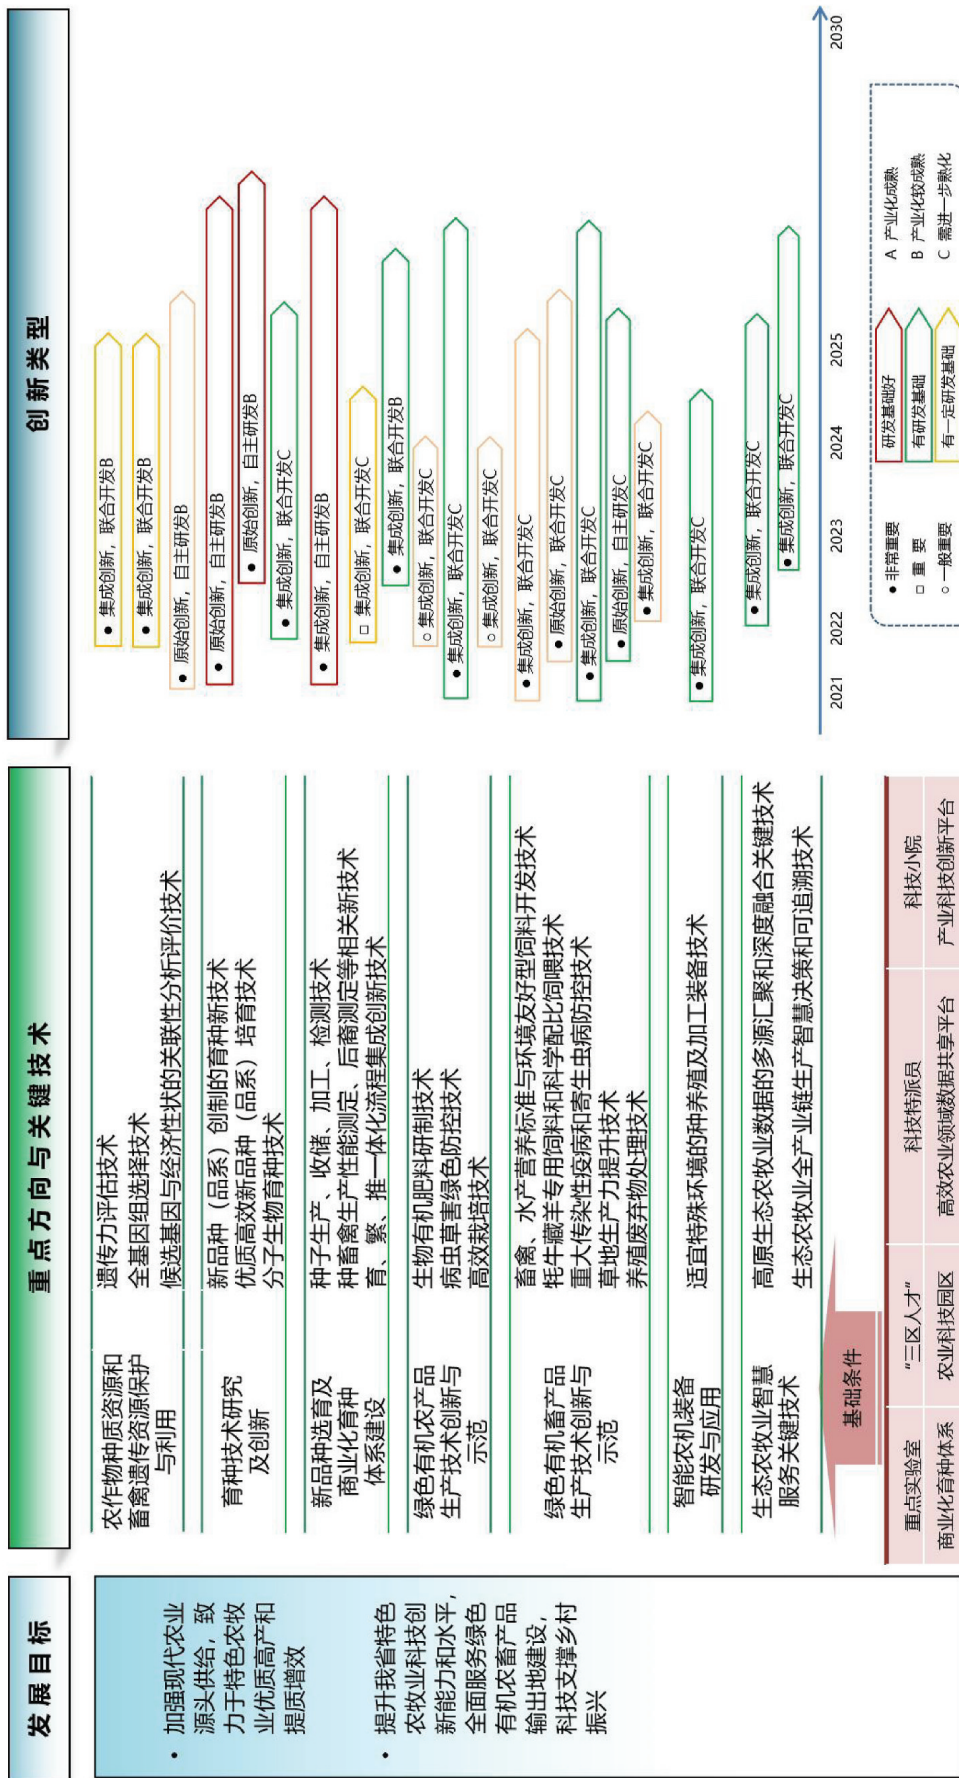 发展目标
• 加强现代农业
源头供给，致
力于特色农牧
业优质高产和
提质增效
• 提升我省特色
农牧业科技创
新能力和水平，
全面服务绿色
有机农畜产品
输出地建设，
科技支撑乡村
振兴
重点方向与关键技术
农作物种质资源和
畜禽遗传资源保护
与利用
遗传力评估技术
全基因组选择技术
候选基因与经济性状的关联性分析评价技术
育种技术研究
及创新
新品种（品系）创制的育种新技术
优质高效新品种（品系）培育技术
分子生物育种技术
新品种选育及
商业化育种
体系建设
种子生产、收储、加工、检测技术
种畜禽生产性能测定、后裔测定等相关新技术
育、繁、推一体化流程集成创新技术
绿色有机农产品
生产技术创新与
示范
生物有机肥料研制技术
病虫草害绿色防控技术
高效栽培技术
绿色有机畜产品
生产技术创新与
示范
畜禽、水产营养标准与环境友好型饲料开发技术
牦牛藏羊专用饲料和科学配比饲喂技术
重大传染性疫病和寄生虫病防控技术
草地生产力提升技术
养殖废弃物处理技术
智能农机装备
研发与应用
适宜特殊环境的种养殖及加工装备技术
生态农牧业智慧
服务关键技术
高原生态农牧业数据的多源汇聚和深度融合关键技术
生态农牧业全产业链生产智慧决策和可追溯技术
基础条件
重点实验室
“三区人才”
科技特派员
科技小院
商业化育种体系
农业科技园区
高效农业领域数据共享平台
产业科技创新平台
创新类型
● 集成创新，联合开发B
● 集成创新，联合开发B
● 原始创新，自主研发B
● 原始创新，自主研发B
● 原始创新，自主研发B
● 集成创新，联合开发C
● 集成创新，自主研发B
□ 集成创新，联合开发C
● 集成创新，联合开发B
○ 集成创新，联合开发C
● 集成创新，联合开发C
○ 集成创新，联合开发C
● 集成创新，联合开发C
● 原始创新，联合开发C
● 集成创新，联合开发C
● 原始创新，自主研发C
● 集成创新，联合开发C
● 集成创新，联合开发C
● 集成创新，联合开发C
● 集成创新，联合开发C
2021
2022
2023
2024
2025
2030
● 非常重要
□ 重 要
○ 一般重要
研发基础好
有研发基础
有一定研发基础
A 产业化成熟
B 产业化较成熟
C 需进一步熟化